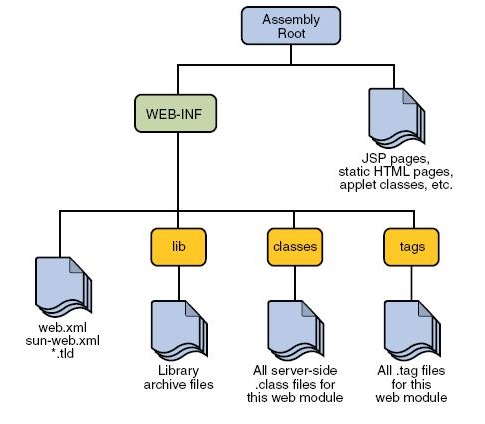 Assembly
Root
WEB-INF
JSP pages,
static HTML pages,
applet classes, etc.
lib
classes
tags
web.xml
sun-web.xml
*.tld
Library
archive files
All server-side
.class files for
this web module
All .tag files
for this
web module